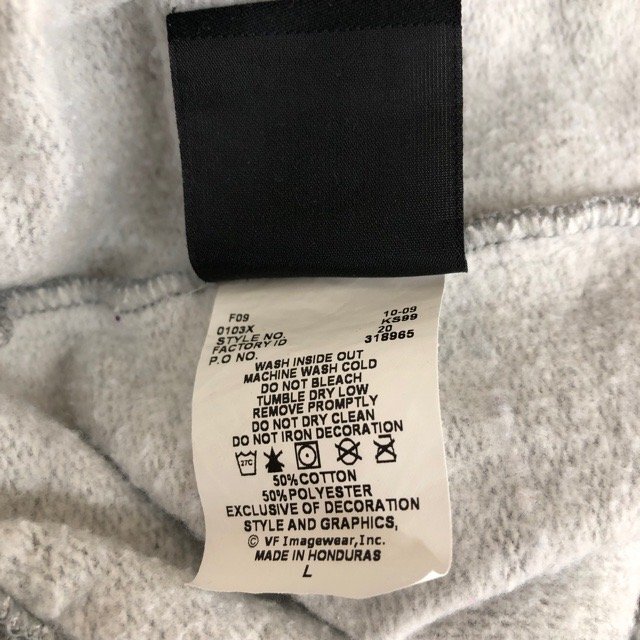 F09 10-09
0103X KS99
STYLE NO. 20
FACTORY/D 318965
P.O NO.
WASH INSIDE OUT
MACHINE WASH COLD
DO NOT BLEACH
TUMBLE DRY LOW
REMOVE PROMPTLY
DO NOT DRY CLEAN
DO NOT IRON DECORATION
27C
50%COTTON
50%POLYESTER
EXCLUSIVE OF DECORATION
STYLE AND GRAPHICS,
© VF Imagewear,Inc.
MADE IN HONDURAS
L